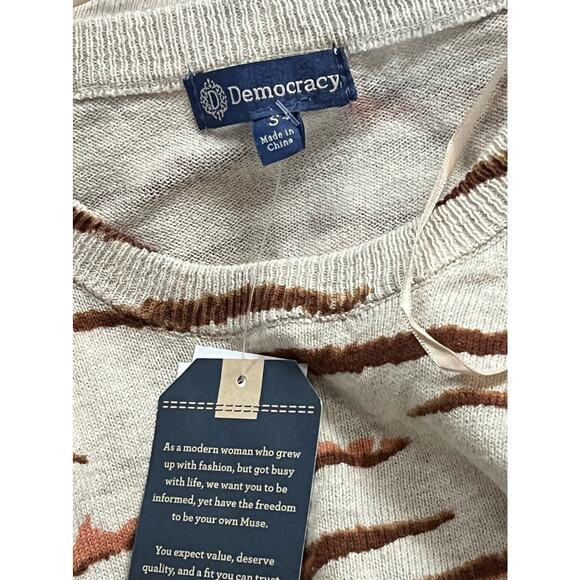 D Democracy
S
Made in
China
As a modern woman who grew
up with fashion, but got busy
with life, we want you to be
informed, yet have the freedom
to be your own Muse.
You expect value, deserve
quality, and a fit you can trust